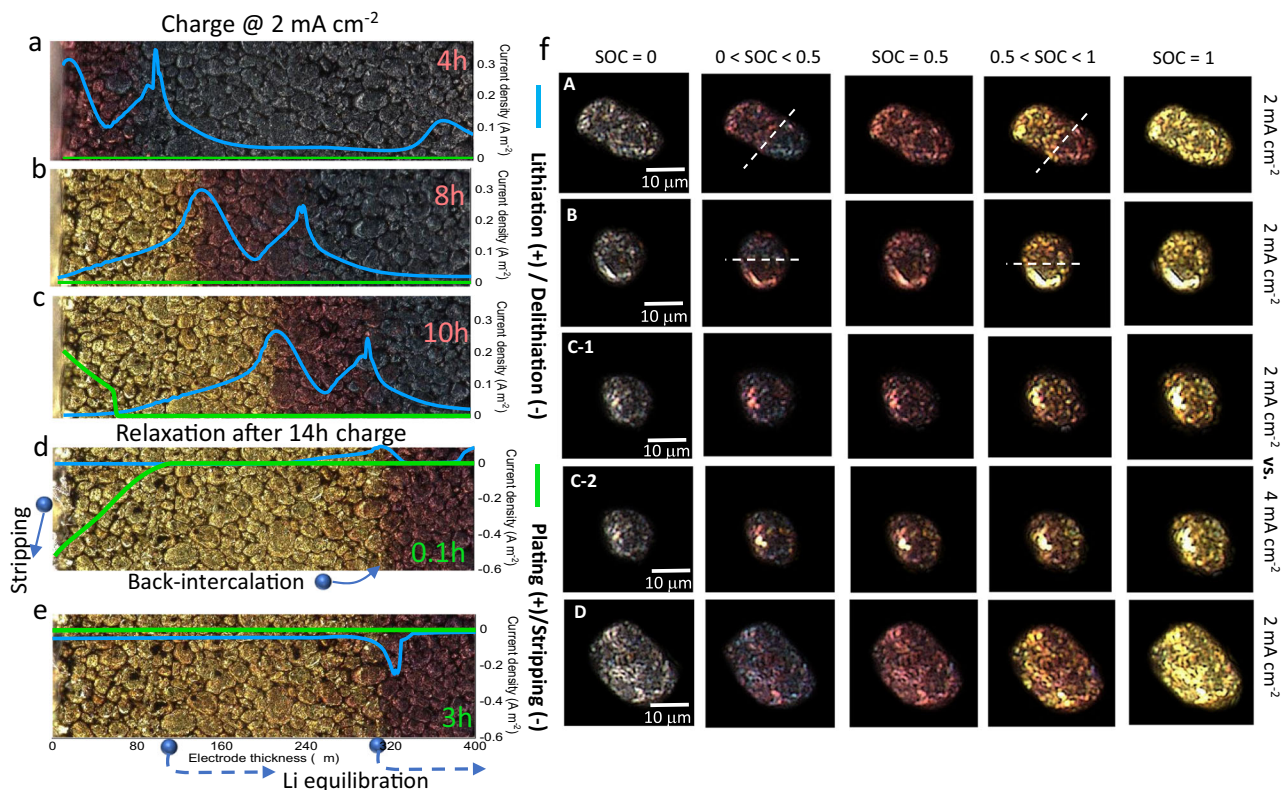 Charge @ 2 mA cm-2
a
4h
0.3
0.2
0.1
0
Current density (A m-2)
b
8h
0.3
0.2
0.1
0
Current density (A m-2)
c
10h
0.3
0.2
0.1
0
Current density (A m-2)
Relaxation after 14h charge
d
0.1h
0
-0.2
-0.4
-0.6
Current density (A m-2)
Stripping
Back-intercalation
e
3h
0
-0.2
-0.4
-0.6
Current density (A m-2)
0 80 160 240 320 400
Electrode thickness ( m)
Li equilibration
Lithiation (+) / Delithiation (-)
Plating (+)/Stripping (-)
f
SOC = 0 0 < SOC < 0.5 SOC = 0.5 0.5 < SOC < 1 SOC = 1
A
10 μm
2 mA cm-2
B
10 μm
2 mA cm-2
C-1
10 μm
C-2
10 μm
2 mA cm-2 vs. 4 mA cm-2
D
10 μm
2 mA cm-2